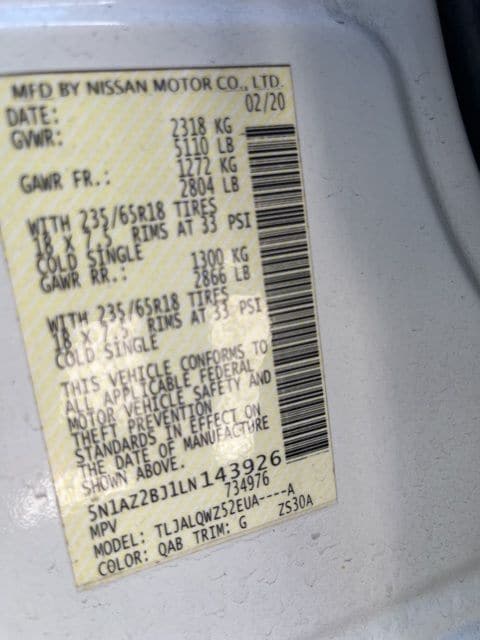 MFD BY NISSAN MOTOR CO., LTD.
DATE: 02/20
GVWR: 2318 KG
5110 LB
GAWR FR.: 1272 KG
2804 LB
WITH 235/65R18 TIRES
18 X 7.5 RIMS AT 33 PSI
COLD SINGLE
GAWR RR.: 1300 KG
2866 LB
WITH 235/65R18 TIRES
18 X 7.5 RIMS AT 33 PSI
COLD SINGLE
THIS VEHICLE CONFORMS TO
ALL APPLICABLE FEDERAL
MOTOR VEHICLE SAFETY AND
THEFT PREVENTION
STANDARDS IN EFFECT ON
THE DATE OF MANUFACTURE
SHOWN ABOVE.
5N1AZ2BJ1LN143926
MPV 734976
MODEL: TLJALQWZ52EUA----A
COLOR: QAB TRIM: G ZS30A